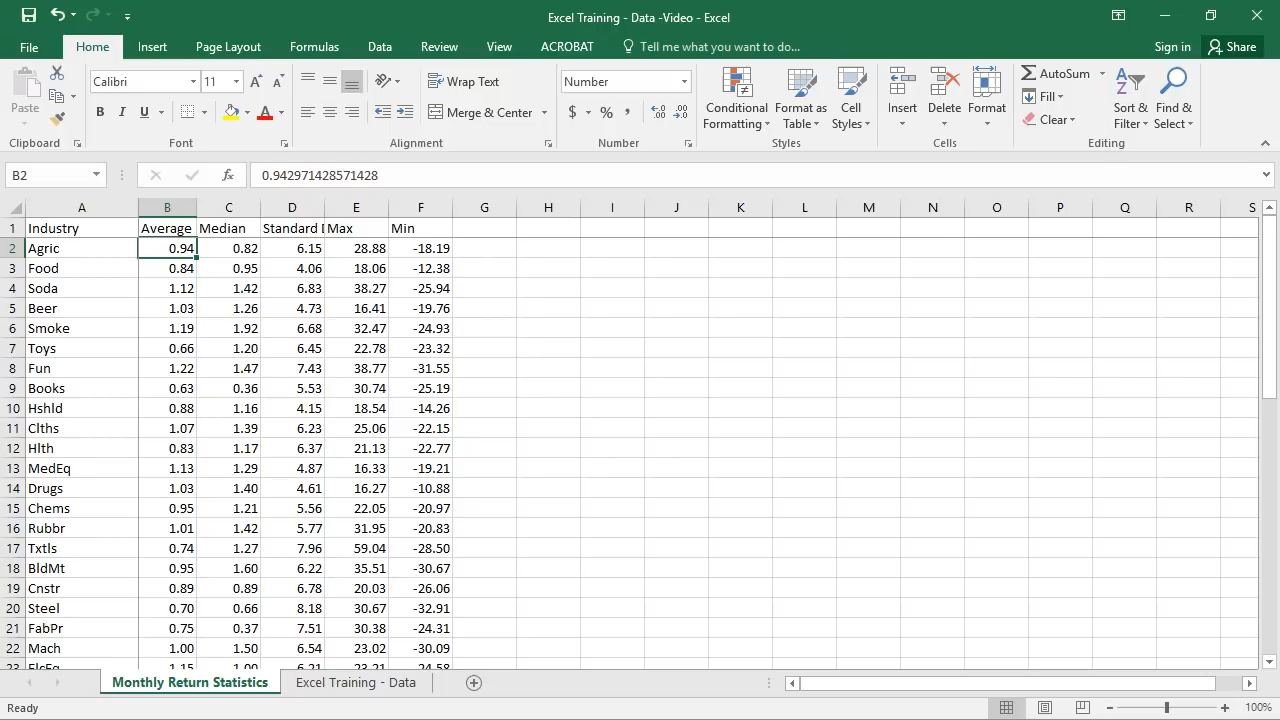 Excel Training - Data -Video - Excel
File Home Insert Page Layout Formulas Data Review View ACROBAT Tell me what you want to do... Sign in Share
Paste
Calibri 11
B I U
A
Wrap Text
Merge & Center
Number
$ % ,
Conditional Formatting
Format as Table
Cell Styles
Insert
Delete
Format
AutoSum
Fill
Clear
Sort & Filter
Find & Select
Clipboard Font Alignment Number Styles Cells Editing
B2 fx 0.942971428571428
A B C D E F G H I J K L M N O P Q R S
1 Industry Average Median Standard D Max Min
2 Agric 0.94 0.82 6.15 28.88 -18.19
3 Food 0.84 0.95 4.06 18.06 -12.38
4 Soda 1.12 1.42 6.83 38.27 -25.94
5 Beer 1.03 1.26 4.73 16.41 -19.76
6 Smoke 1.19 1.92 6.68 32.47 -24.93
7 Toys 0.66 1.20 6.45 22.78 -23.32
8 Fun 1.22 1.47 7.43 38.77 -31.55
9 Books 0.63 0.36 5.53 30.74 -25.19
10 Hshld 0.88 1.16 4.15 18.54 -14.26
11 Clths 1.07 1.39 6.23 25.06 -22.15
12 Hlth 0.83 1.17 6.37 21.13 -22.77
13 MedEq 1.13 1.29 4.87 16.33 -19.21
14 Drugs 1.03 1.40 4.61 16.27 -10.88
15 Chems 0.95 1.21 5.56 22.05 -20.97
16 Rubbr 1.01 1.42 5.77 31.95 -20.83
17 Txtls 0.74 1.27 7.96 59.04 -28.50
18 BldMt 0.95 1.60 6.22 35.51 -30.67
19 Cnstr 0.89 0.89 6.78 20.03 -26.06
20 Steel 0.70 0.66 8.18 30.67 -32.91
21 FabPr 0.75 0.37 7.51 30.38 -24.31
22 Mach 1.00 1.50 6.54 23.02 -30.09
23 ElcEq 1.15 1.00 6.21 23.21 -24.58
Monthly Return Statistics Excel Training - Data
Ready 100%